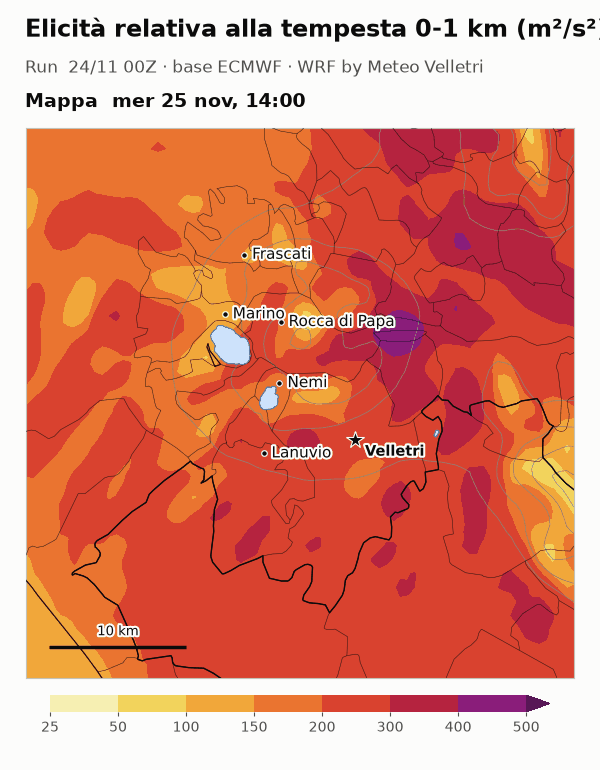 Elicità relativa alla tempesta 0-1 km (m²/s²)
Run  24/11 00Z · base ECMWF · WRF by Meteo Velletri
Mappa  mer 25 nov, 14:00
Frascati
Marino
Rocca di Papa
Nemi
Velletri
Lanuvio
10 km
25 50 100 150 200 300 400 500